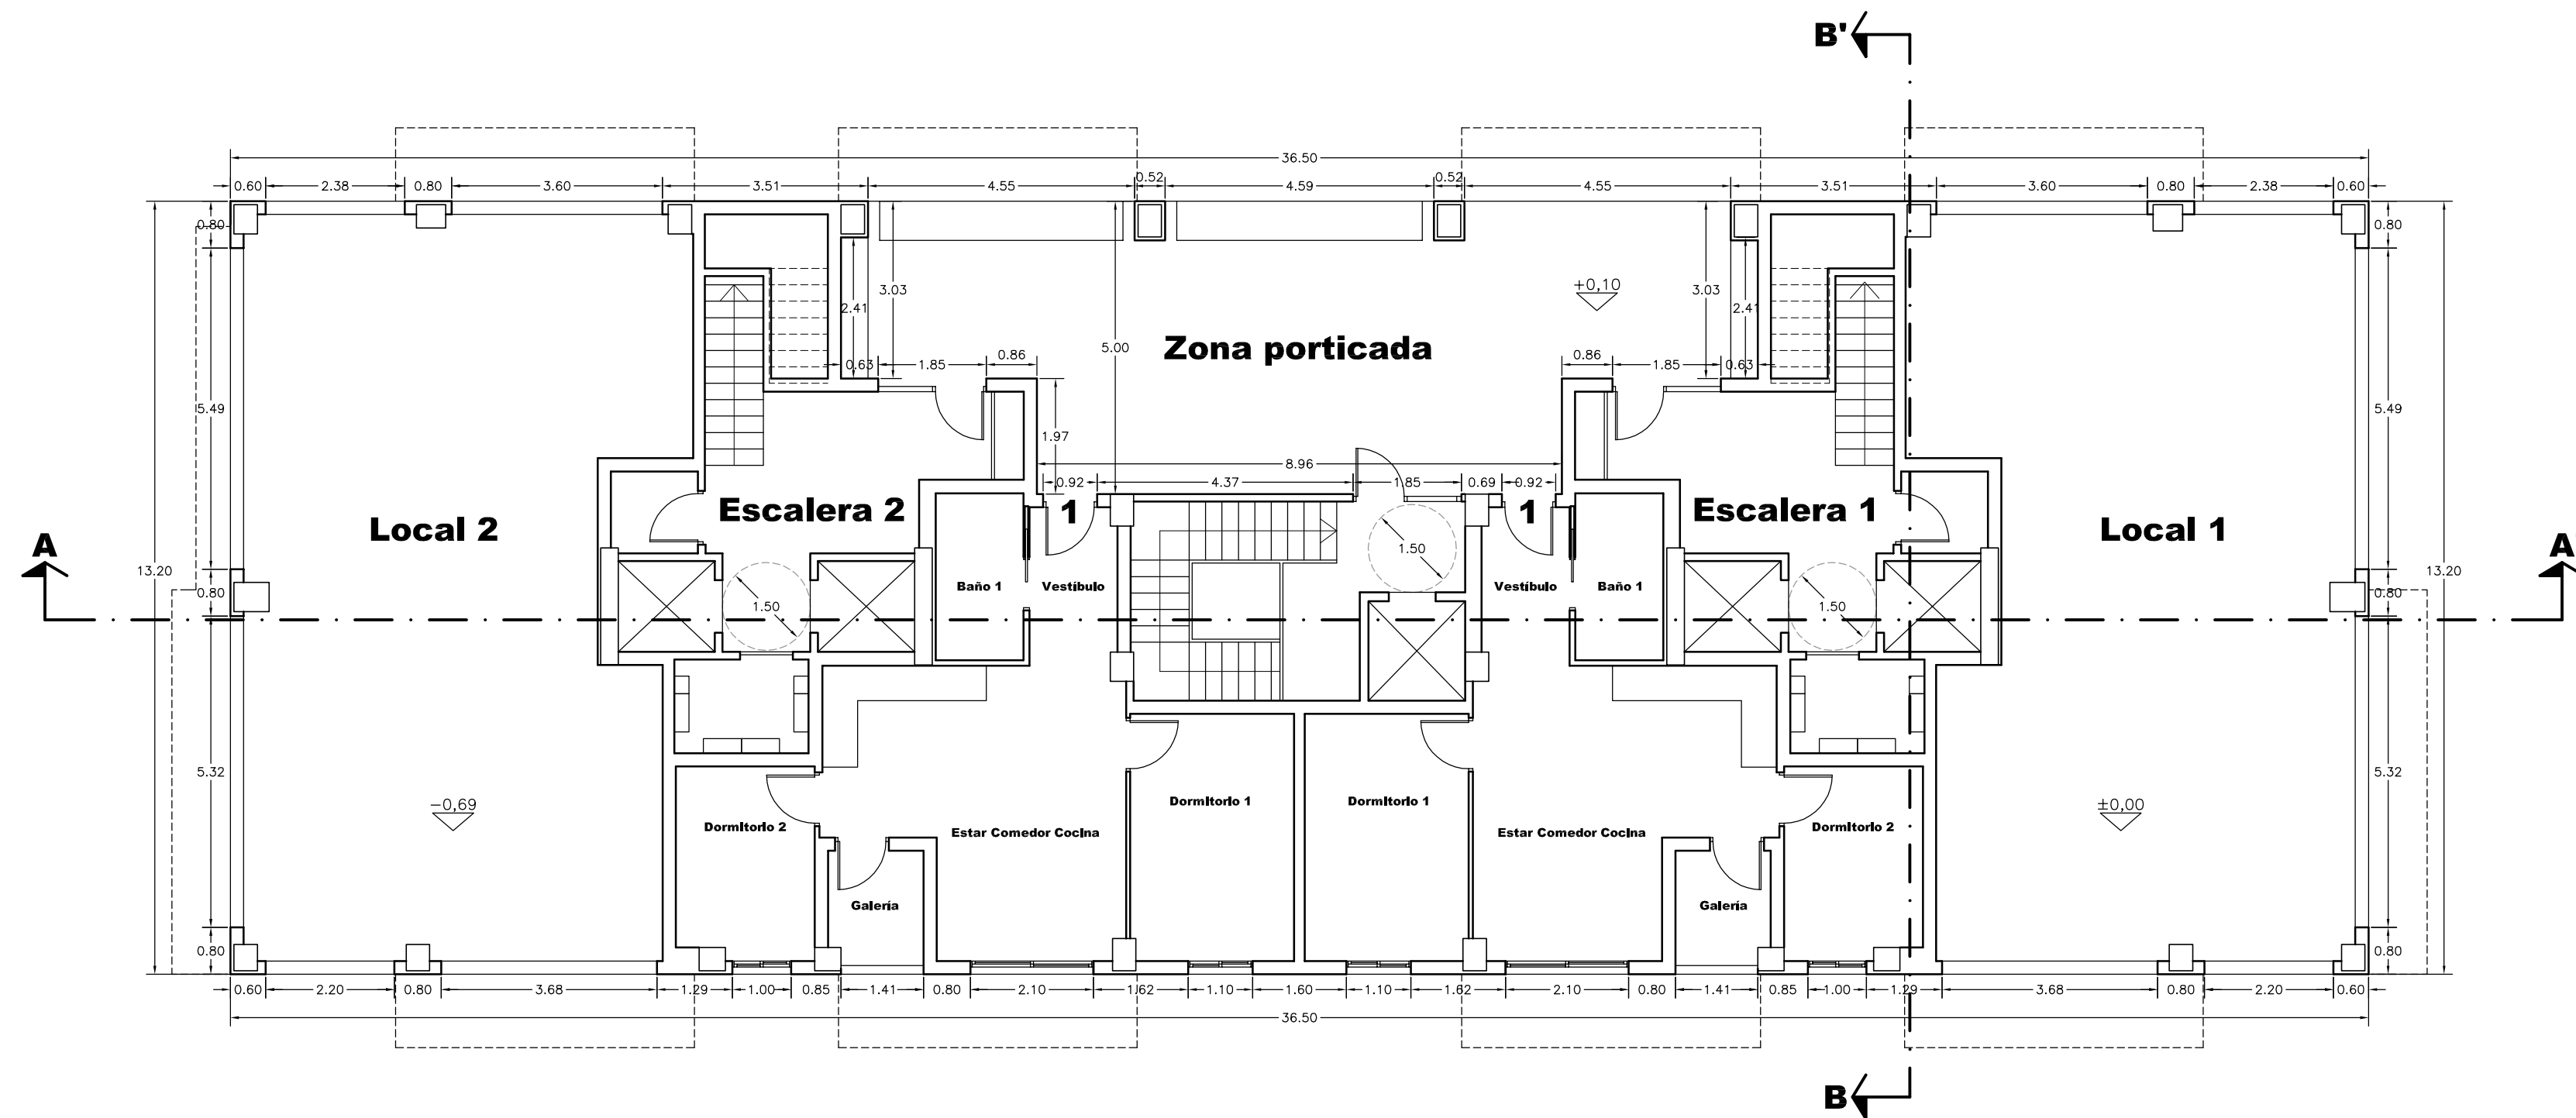 B'
36.50
0.60 2.38 0.80 3.60 3.51 4.55 0.52 4.59 0.52 4.55 3.51 3.60 0.80 2.38 0.60
0.80 0.80
3.03 +0,10 3.03
2.41 2.41
5.00 Zona porticada
0.63 1.85 0.86 0.86 1.85 0.63
5.49 5.49
1.97
8.96
0.92 4.37 1.85 0.69 0.92
Local 2 Escalera 2 1 1 Escalera 1 Local 1
A A
1.50
13.20 13.20
Baño 1 Vestíbulo Vestíbulo Baño 1
0.80 0.80
1.50 1.50
5.32 5.32
-0,69 ±0,00
Dormitorio 1 Dormitorio 1
Dormitorio 2 Estar Comedor Cocina Estar Comedor Cocina Dormitorio 2
Galería Galería
0.80 0.80
0.60 2.20 0.80 3.68 1.29 1.00 0.85 1.41 0.80 2.10 1.62 1.10 1.60 1.10 1.62 2.10 0.80 1.41 0.85 1.00 1.29 3.68 0.80 2.20 0.60
36.50
B